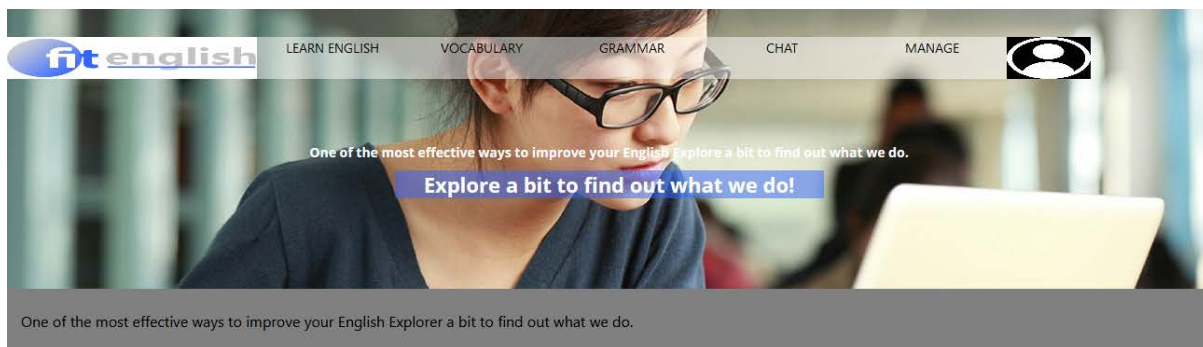 fit english
LEARN ENGLISH
VOCABULARY
GRAMMAR
CHAT
MANAGE
One of the most effective ways to improve your English Explore a bit to find out what we do.
Explore a bit to find out what we do!
One of the most effective ways to improve your English Explorer a bit to find out what we do.